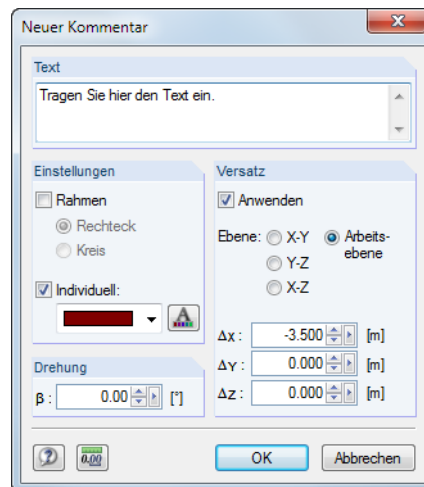 Neuer Kommentar
Text
Tragen Sie hier den Text ein.
Einstellungen
Rahmen
Rechteck
Kreis
Individuell:
A
Drehung
β : 0.00 [°]
Versatz
Anwenden
Ebene: X-Y Arbeits-
ebene
Y-Z
X-Z
ΔX : -3.500 [m]
ΔY : 0.000 [m]
ΔZ : 0.000 [m]
? 0.00 OK Abbrechen